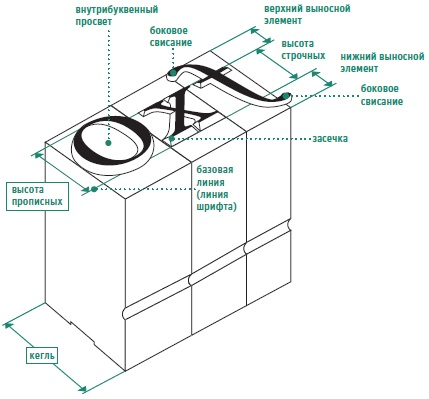 внутрибуквенный
просвет
боковое
свисание
верхний выносной
элемент
высота
строчных
нижний выносной
элемент
боковое
свисание
засечка
базовая
линия
(линия
шрифта)
высота
прописных
кегль